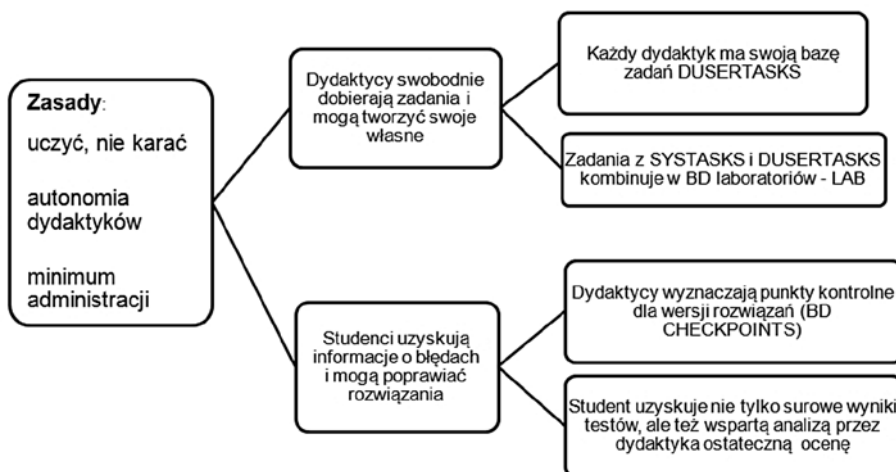 Zasady:
uczyć, nie karać
autonomia
dydaktyków
minimum
administracji
Dydaktycy swobodnie
dobierają zadania i
mogą tworzyć swoje
własne
Każdy dydaktyk ma swoją bazę
zadań DUSERTASKS
Zadania z SYSTASKS i DUSERTASKS
kombinuje w BD laboratoriów - LAB
Studenci uzyskują
informacje o błędach
i mogą poprawiać
rozwiązania
Dydaktycy wyznaczają punkty kontrolne
dla wersji rozwiązań (BD
CHECKPOINTS)
Student uzyskuje nie tylko surowe wyniki
testów, ale też wspartą analizą przez
dydaktyka ostateczną ocenę